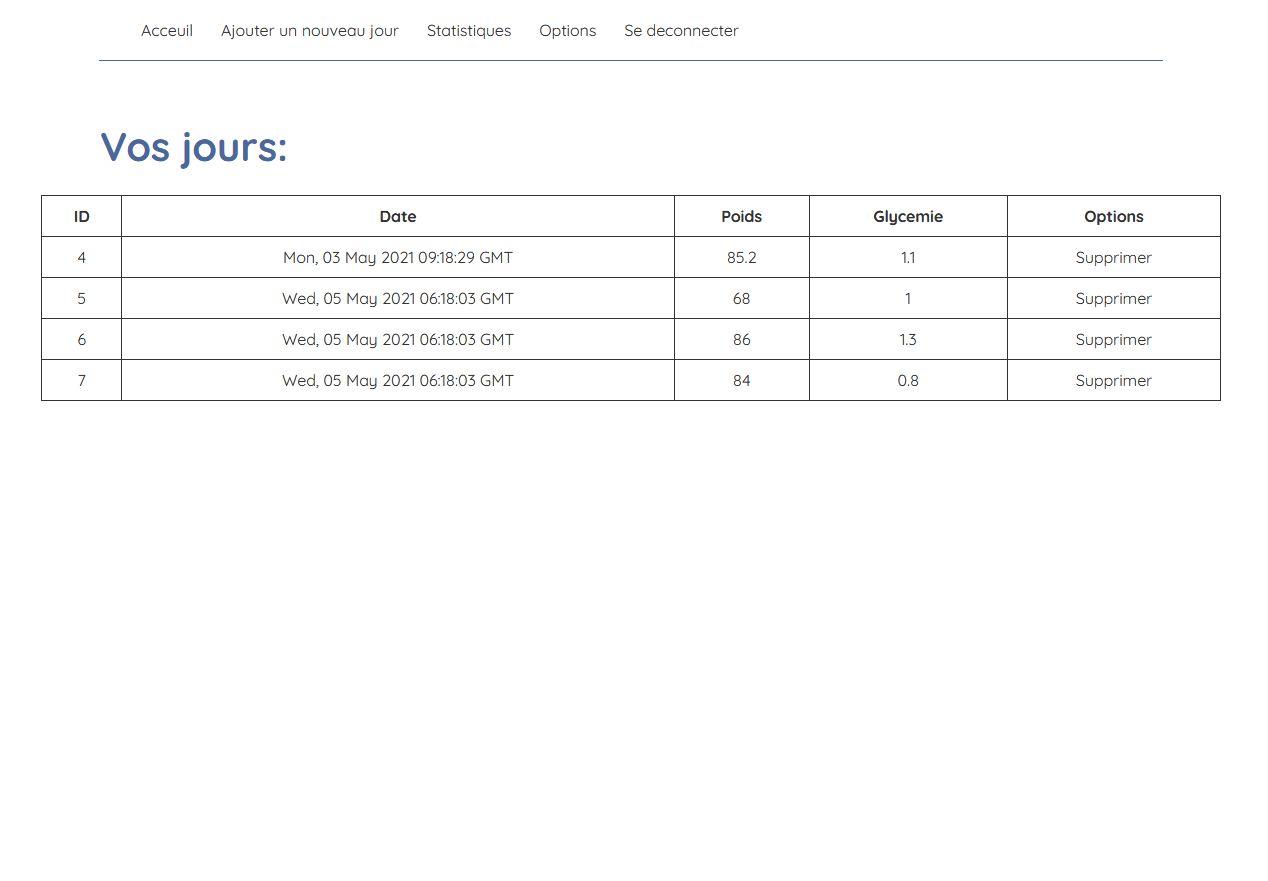 Acceuil Ajouter un nouveau jour Statistiques Options Se deconnecter
Vos jours:
ID Date Poids Glycemie Options
4 Mon, 03 May 2021 09:18:29 GMT 85.2 1.1 Supprimer
5 Wed, 05 May 2021 06:18:03 GMT 68 1 Supprimer
6 Wed, 05 May 2021 06:18:03 GMT 86 1.3 Supprimer
7 Wed, 05 May 2021 06:18:03 GMT 84 0.8 Supprimer